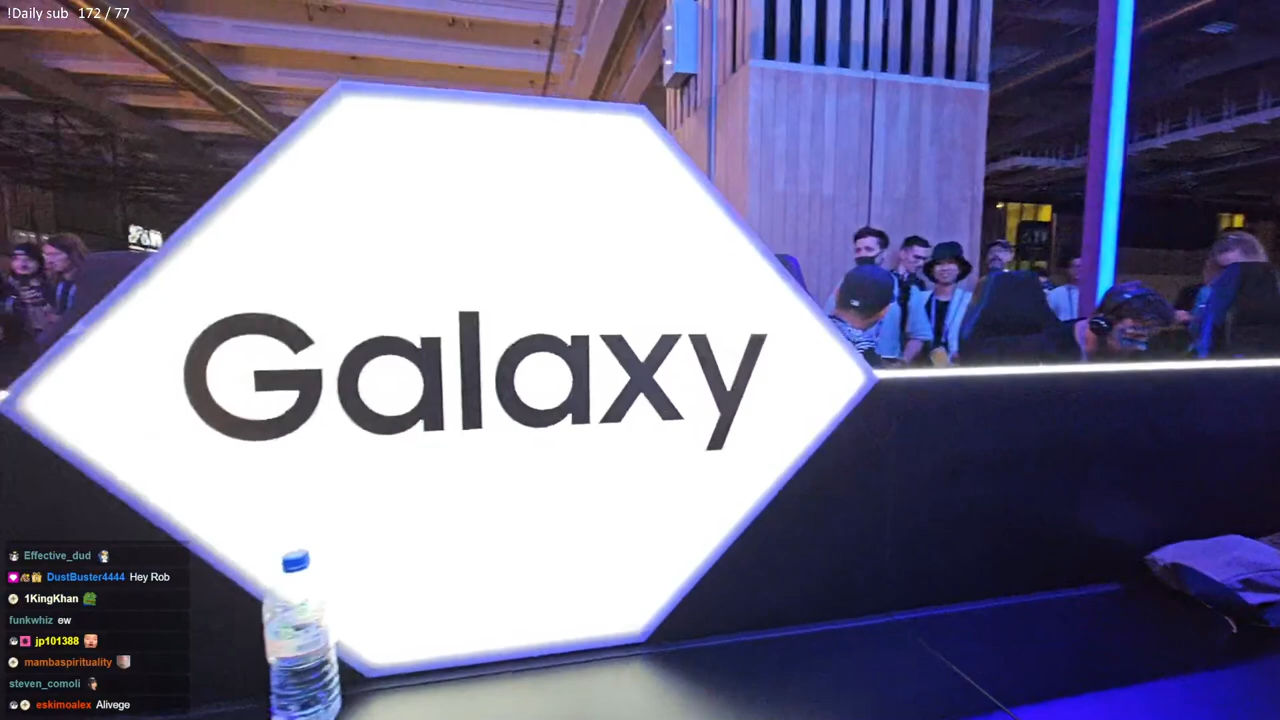 !Daily sub 172 / 77
Galaxy
Effective_dud
DustBuster4444 Hey Rob
1KingKhan
funkwhiz ew
jp101388
mambaspirituality
steven_comoli
eskimoalex Alivege